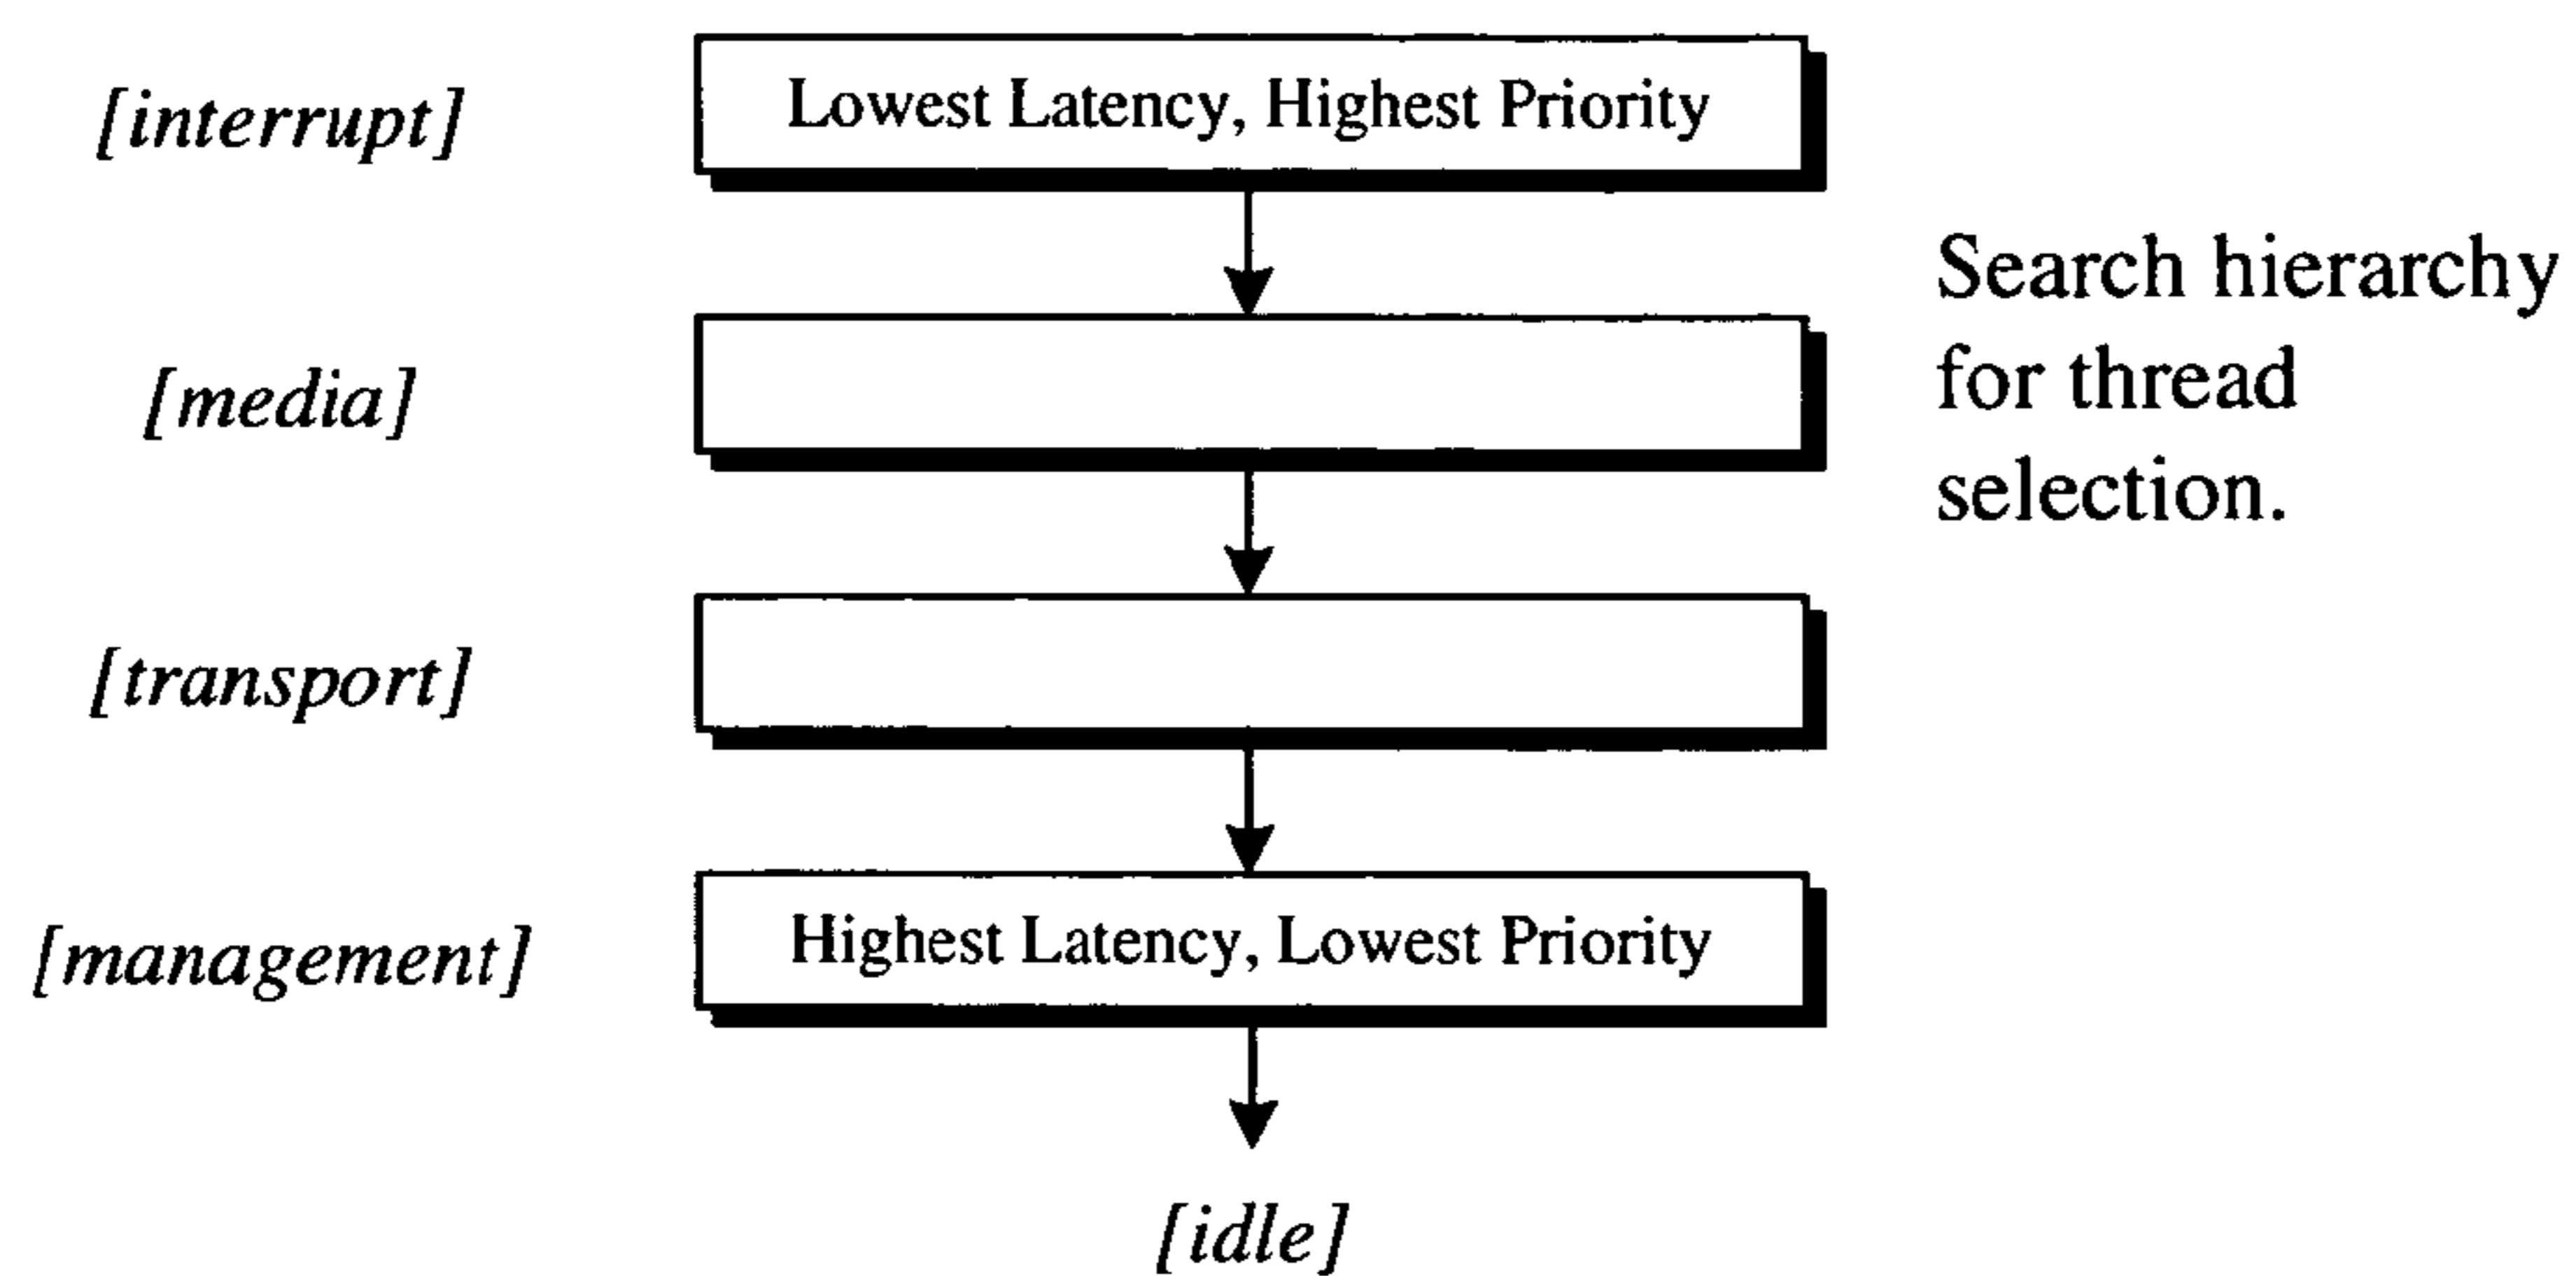 [interrupt]
Lowest Latency, Highest Priority
Search hierarchy
for thread
selection.
[media]
[transport]
[management]
Highest Latency, Lowest Priority
[idle]